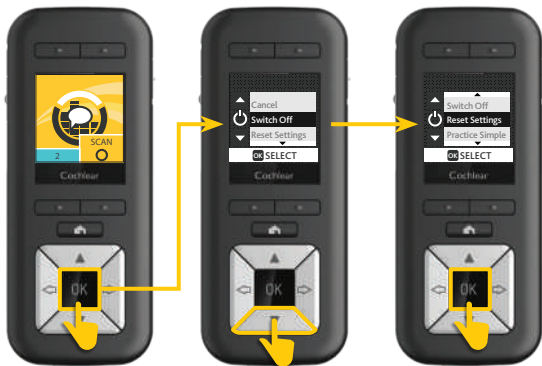 SCAN
2
Cochlear
OK
Cancel
Switch Off
Reset Settings
OK SELECT
Cochlear
OK
Switch Off
Reset Settings
Practice Simple
OK SELECT
Cochlear
OK